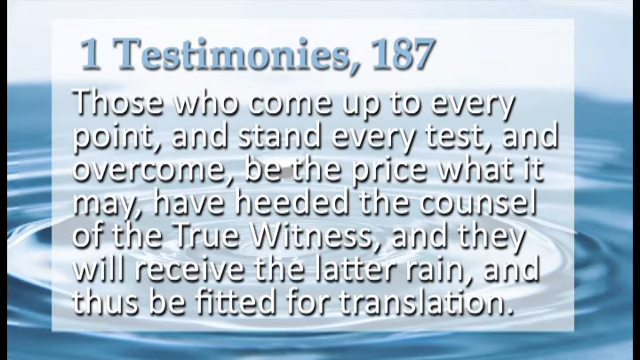 1 Testimonies, 187
Those who come up to every
point, and stand every test, and
overcome, be the price what it
may, have heeded the counsel
of the True Witness, and they
will receive the latter rain, and
thus be fitted for translation.